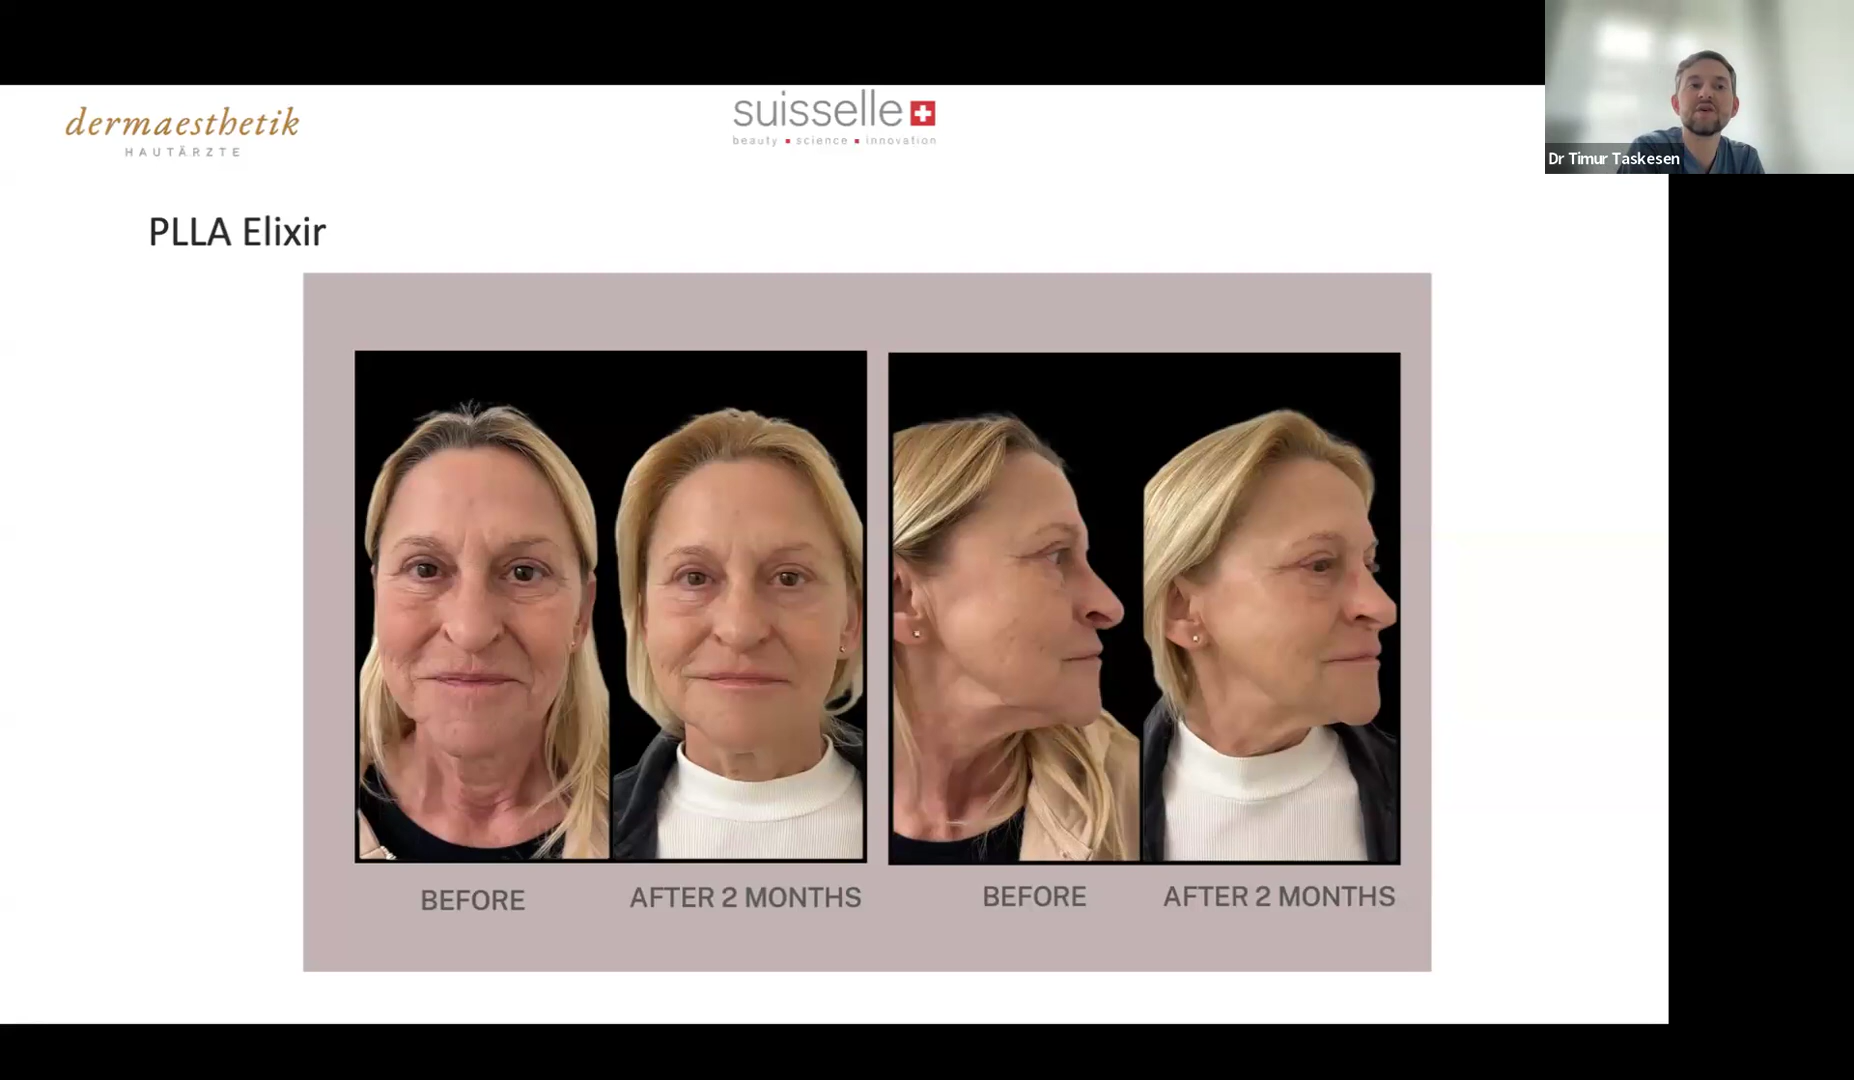 dermaesthetik
HAUTÄRZTE
suisselle
beauty ▪ science ▪ innovation
Dr Timur Taskesen
PLLA Elixir
BEFORE
AFTER 2 MONTHS
BEFORE
AFTER 2 MONTHS